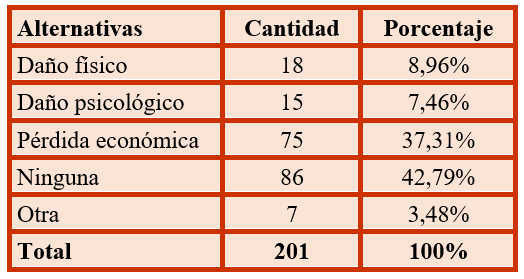 Alternativas Cantidad Porcentaje
Daño físico 18 8,96%
Daño psicológico 15 7,46%
Pérdida económica 75 37,31%
Ninguna 86 42,79%
Otra 7 3,48%
Total 201 100%